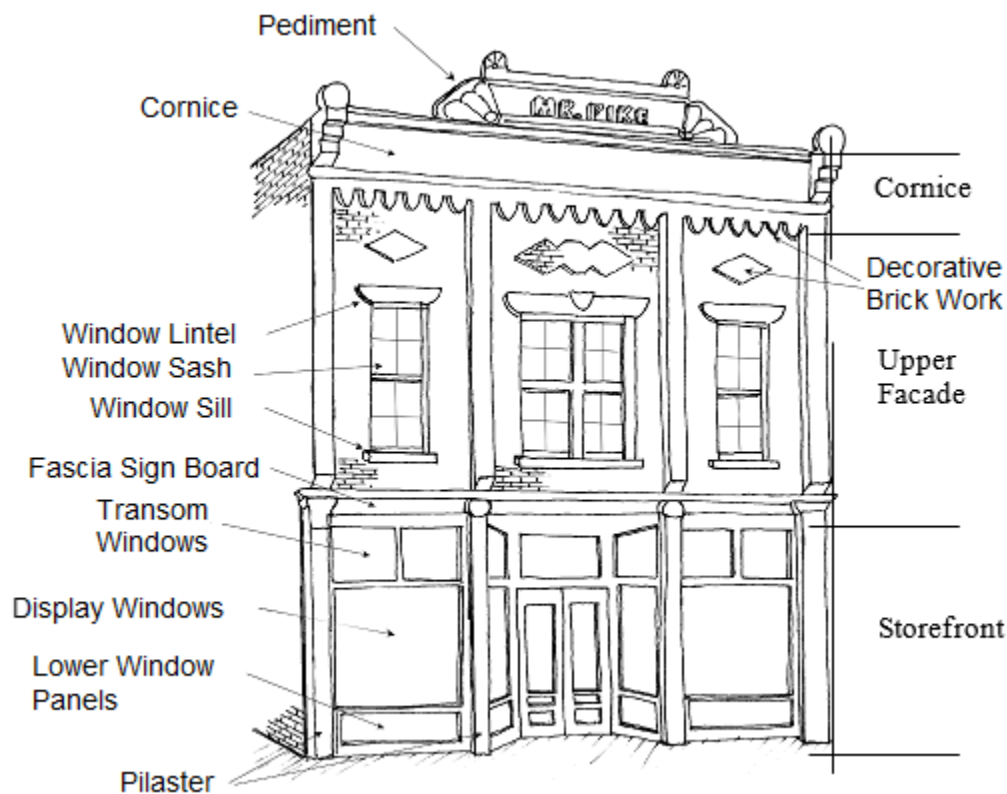 Pediment
Cornice
MR. PIKE
Cornice
Decorative
Brick Work
Window Lintel
Window Sash
Upper
Facade
Window Sill
Fascia Sign Board
Transom
Windows
Display Windows
Storefront
Lower Window
Panels
Pilaster